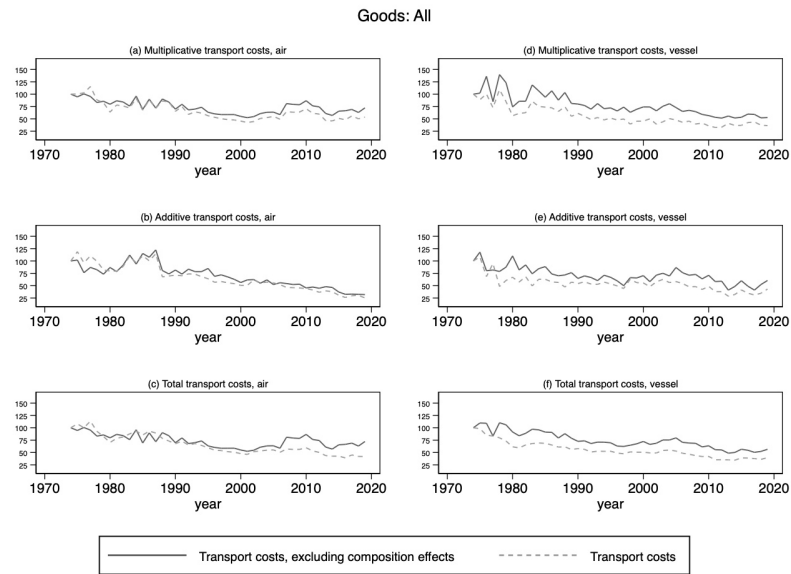 Goods: All
(a) Multiplicative transport costs, air
150
125
100
75
50
25
1970 1980 1990 2000 2010 2020
year
(d) Multiplicative transport costs, vessel
150
125
100
75
50
25
1970 1980 1990 2000 2010 2020
year
(b) Additive transport costs, air
150
125
100
75
50
25
1970 1980 1990 2000 2010 2020
year
(e) Additive transport costs, vessel
150
125
100
75
50
25
1970 1980 1990 2000 2010 2020
year
(c) Total transport costs, air
150
125
100
75
50
25
1970 1980 1990 2000 2010 2020
year
(f) Total transport costs, vessel
150
125
100
75
50
25
1970 1980 1990 2000 2010 2020
year
Transport costs, excluding composition effects
Transport costs